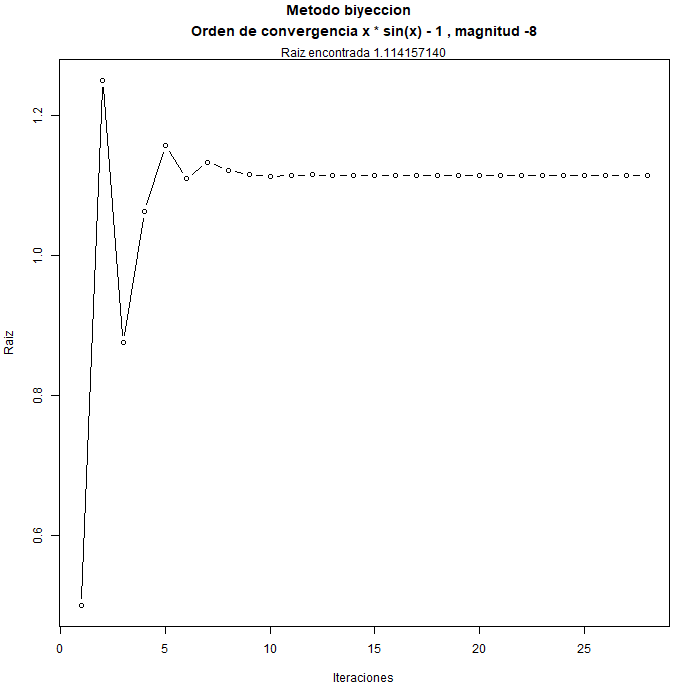 Metodo biyeccion
Orden de convergencia x * sin(x) - 1 , magnitud -8
Raiz encontrada 1.114157140
1.2
1.0
0.8
0.6
Raiz
0 5 10 15 20 25
Iteraciones